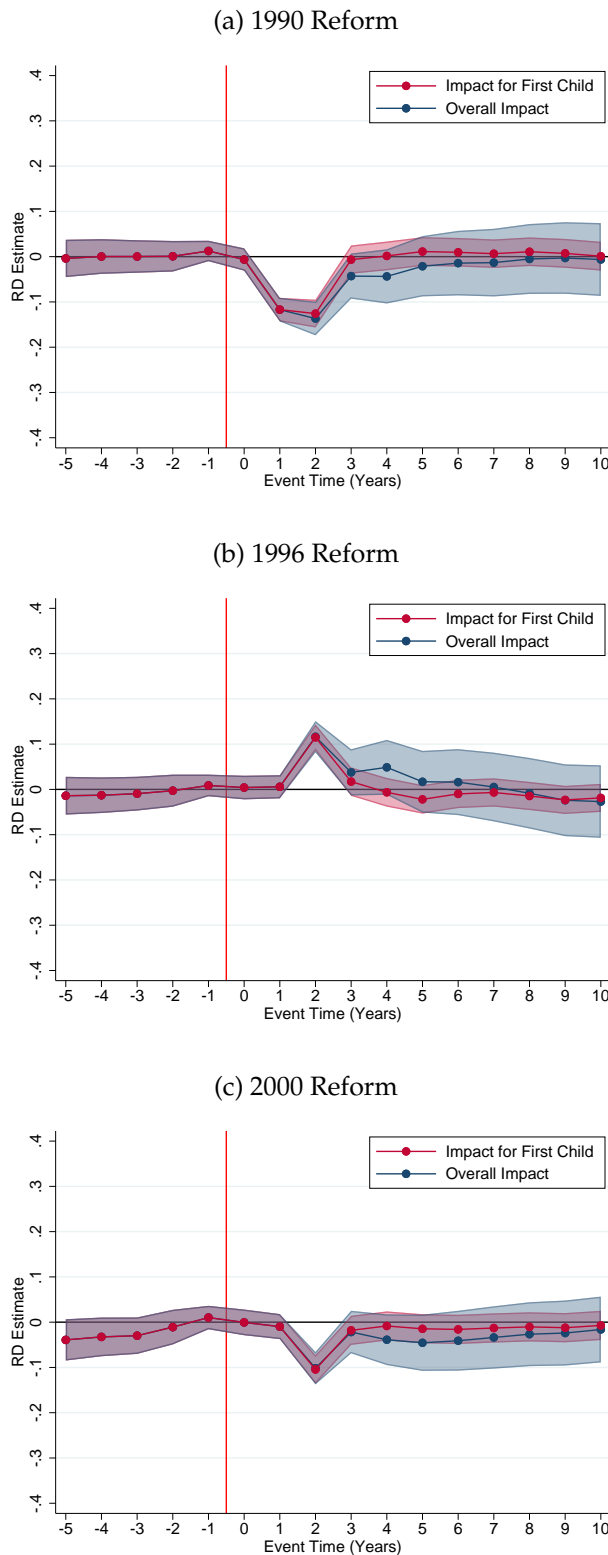 (a) 1990 Reform
Impact for First Child
Overall Impact
.4
.3
.2
.1
0
-.1
-.2
-.3
-.4
RD Estimate
-5 -4 -3 -2 -1 0 1 2 3 4 5 6 7 8 9 10
Event Time (Years)
(b) 1996 Reform
Impact for First Child
Overall Impact
.4
.3
.2
.1
0
-.1
-.2
-.3
-.4
RD Estimate
-5 -4 -3 -2 -1 0 1 2 3 4 5 6 7 8 9 10
Event Time (Years)
(c) 2000 Reform
Impact for First Child
Overall Impact
.4
.3
.2
.1
0
-.1
-.2
-.3
-.4
RD Estimate
-5 -4 -3 -2 -1 0 1 2 3 4 5 6 7 8 9 10
Event Time (Years)